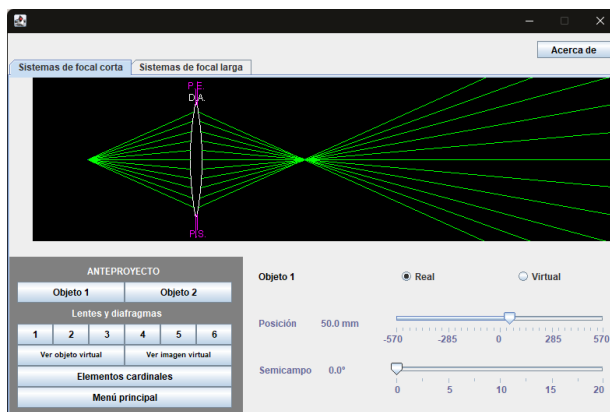 Acerca de
Sistemas de focal corta Sistemas de focal larga
P.E.
D.A.
P.S.
ANTEPROYECTO
Objeto 1 Objeto 2
Lentes y diafragmas
1 2 3 4 5 6
Ver objeto virtual Ver imagen virtual
Elementos cardinales
Menú principal
Objeto 1 Real Virtual
Posición 50.0 mm
-570 -285 0 285 570
Semicampo 0.0°
0 5 10 15 20